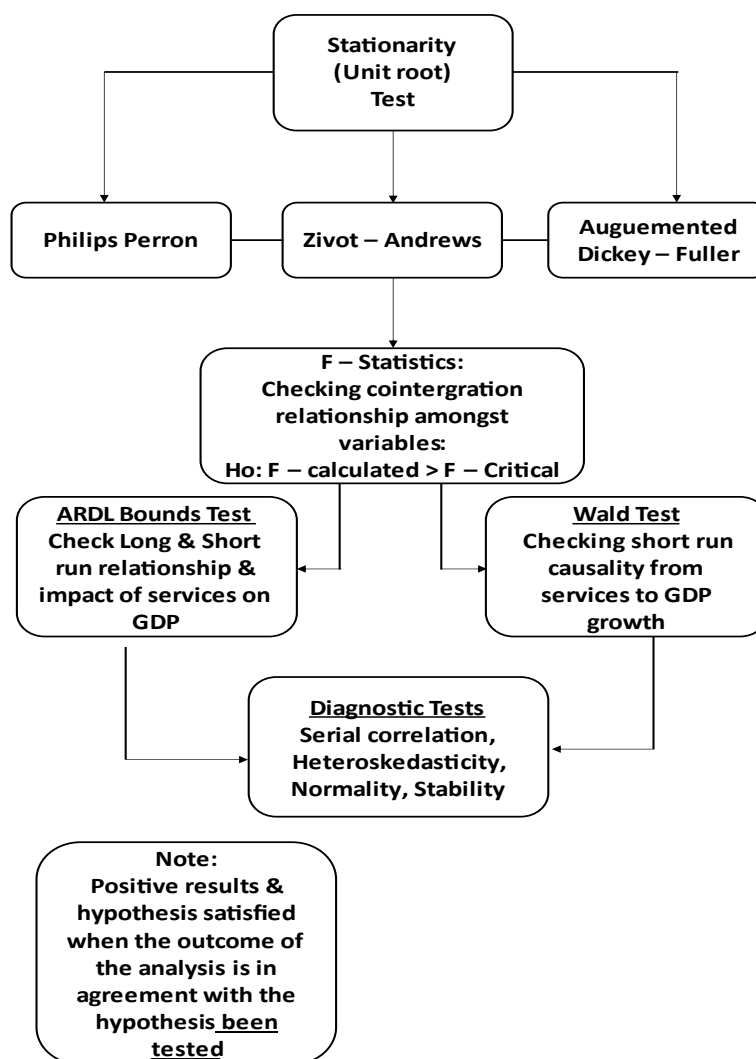 Stationarity
(Unit root)
Test
Philips Perron
Zivot – Andrews
Auguemented
Dickey – Fuller
F – Statistics:
Checking cointergration
relationship amongst
variables:
Ho: F – calculated > F – Critical
ARDL Bounds Test
Check Long & Short
run relationship &
impact of services on
GDP
Wald Test
Checking short run
causality from
services to GDP
growth
Diagnostic Tests
Serial correlation,
Heteroskedasticity,
Normality, Stability
Note:
Positive results &
hypothesis satisfied
when the outcome of
the analysis is in
agreement with the
hypothesis been
tested